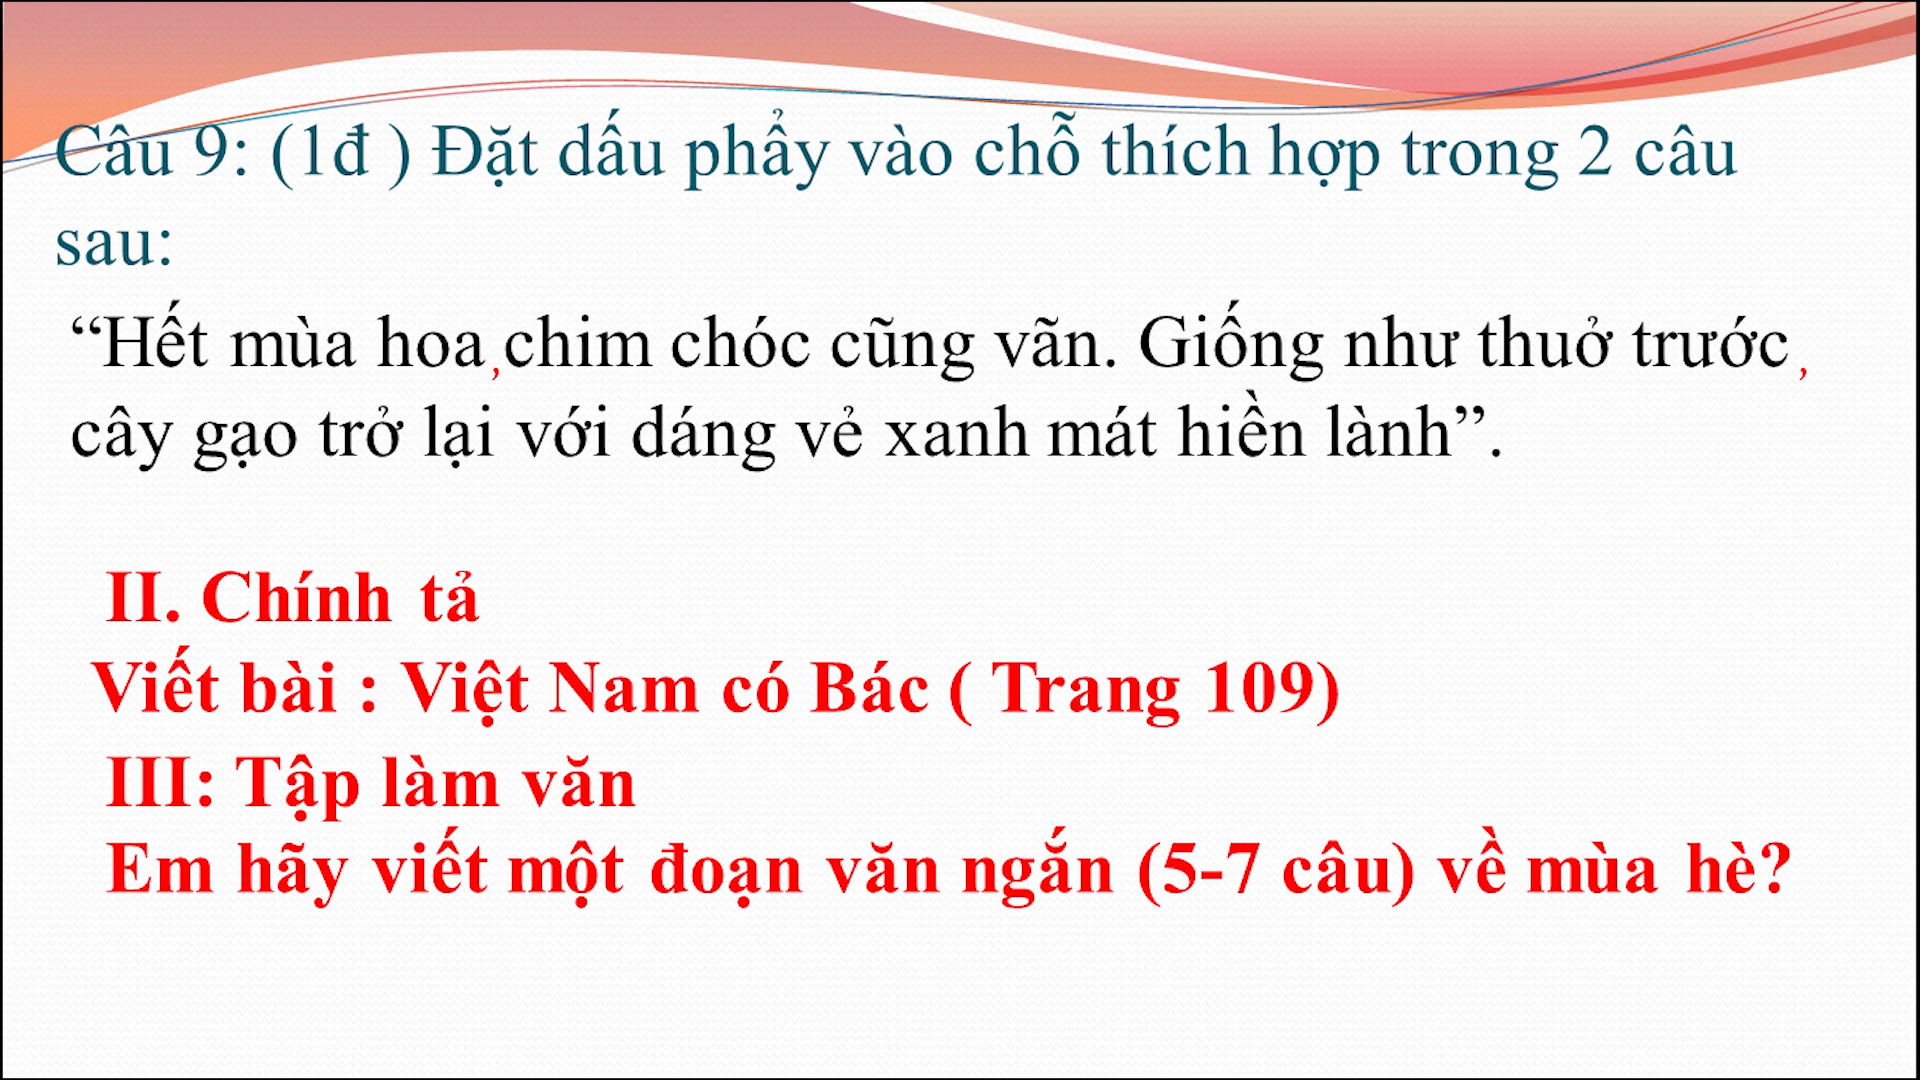 Câu 9: (1đ ) Đặt dấu phẩy vào chỗ thích hợp trong 2 câu
sau:
“Hết mùa hoa,chim chóc cũng vãn. Giống như thuở trước,
cây gạo trở lại với dáng vẻ xanh mát hiền lành”.
II. Chính tả
Viết bài : Việt Nam có Bác ( Trang 109)
III: Tập làm văn
Em hãy viết một đoạn văn ngắn (5-7 câu) về mùa hè?